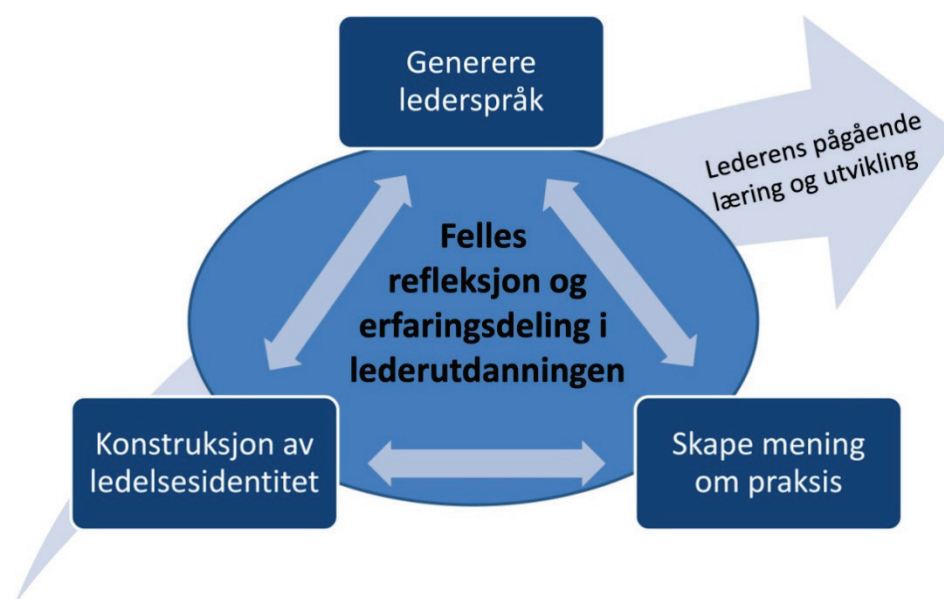 Generere
lederspråk
Lederens pågående
læring og utvikling
Felles
refleksjon og
erfaringsdeling i
lederutdanningen
Konstruksjon av
ledelsesidentitet
Skape mening
om praksis